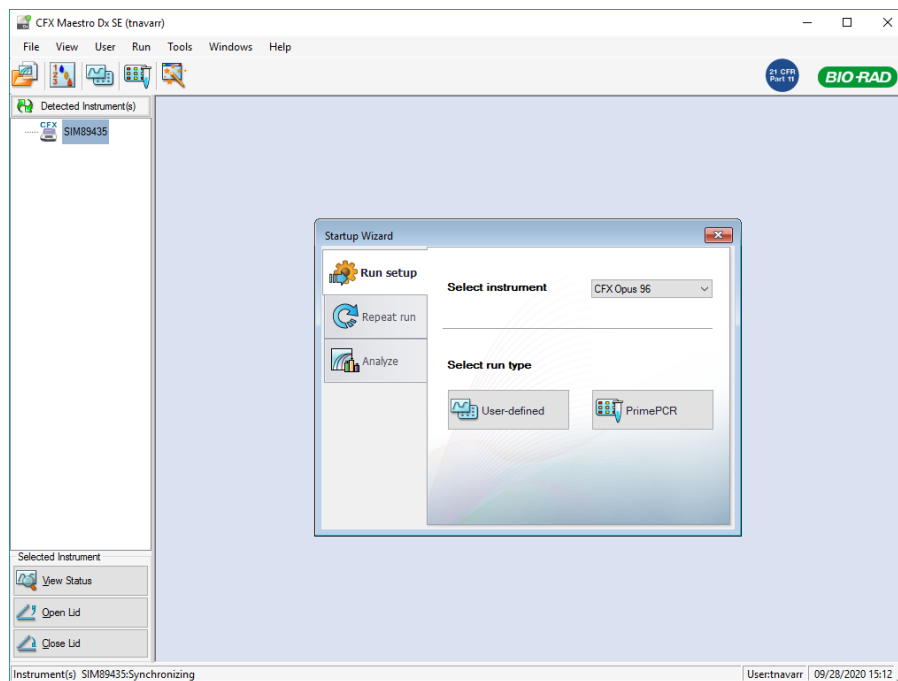 CFX Maestro Dx SE (tnavarr)
File View User Run Tools Windows Help
21 CFR
Part 11
BIO-RAD
Detected Instrument(s)
CFX
SIM89435
Startup Wizard
Run setup
Repeat run
Analyze
Select instrument
CFX Opus 96
Select run type
User-defined
PrimePCR
Selected Instrument
View Status
Open Lid
Close Lid
Instrument(s) SIM89435:Synchronizing
User:tnavarr
09/28/2020 15:12